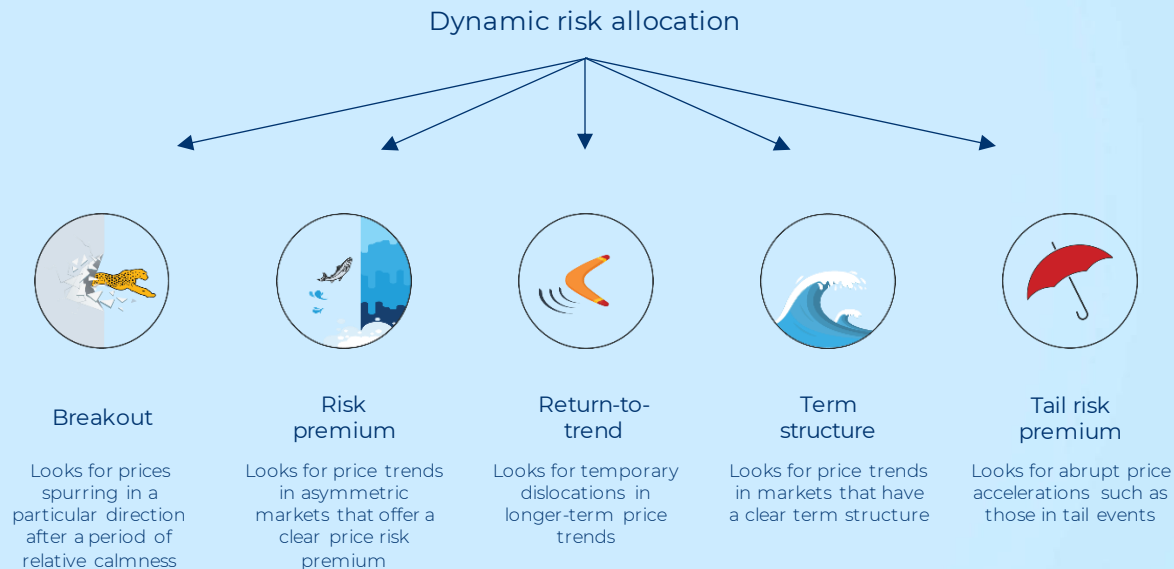 Dynamic risk allocation
Breakout
Looks for prices
spurring in a
particular direction
after a period of
relative calmness
Risk
premium
Looks for price trends
in asymmetric
markets that offer a
clear price risk
premium
Return-to-
trend
Looks for temporary
dislocations in
longer-term price
trends
Term
structure
Looks for price trends
in markets that have
a clear term structure
Tail risk
premium
Looks for abrupt price
accelerations such as
those in tail events